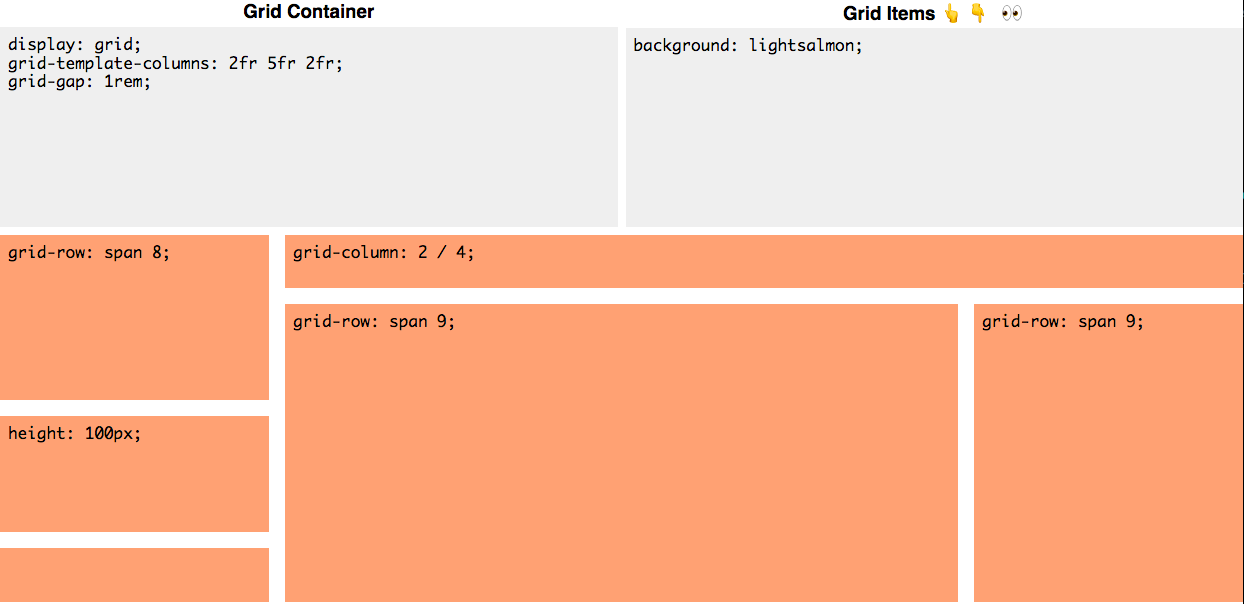 Grid Container
display: grid;
grid-template-columns: 2fr 5fr 2fr;
grid-gap: 1rem;
Grid Items 👆 👇 👀
background: lightsalmon;
grid-row: span 8;
grid-column: 2 / 4;
grid-row: span 9;
grid-row: span 9;
height: 100px;